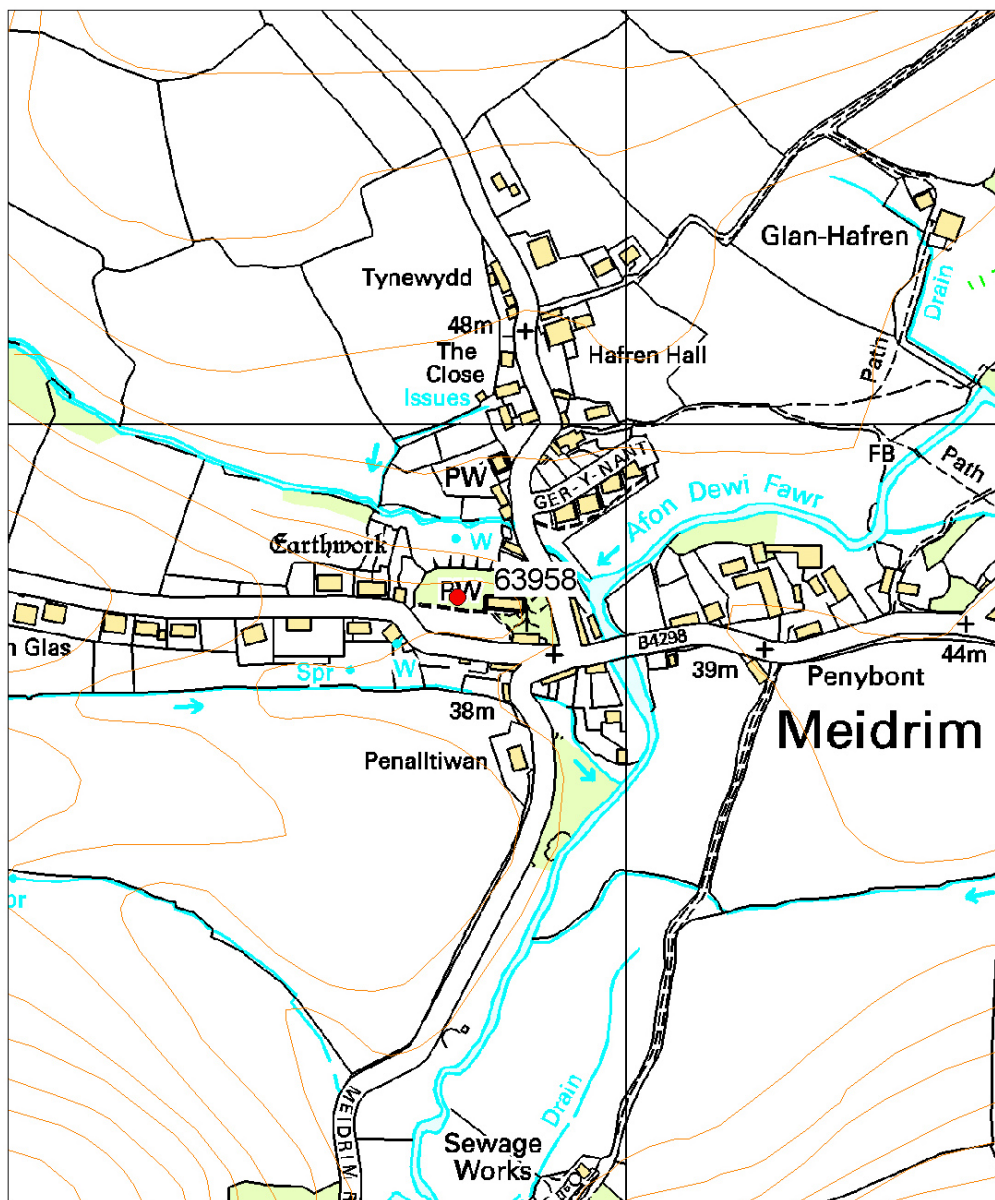 Glan-Hafren
Tynewydd
Drain
48m
The
Close
Hafren Hall
Path
Issues
PW
GER-Y-NANT
FB
Path
Afon Dewi Fawr
W
Earthwork
PW
63958
B4298
Glas
Spr
W
39m
44m
Penybont
38m
Meidrim
Penalltiwan
MEIDRIM
Drain
Sewage
Works